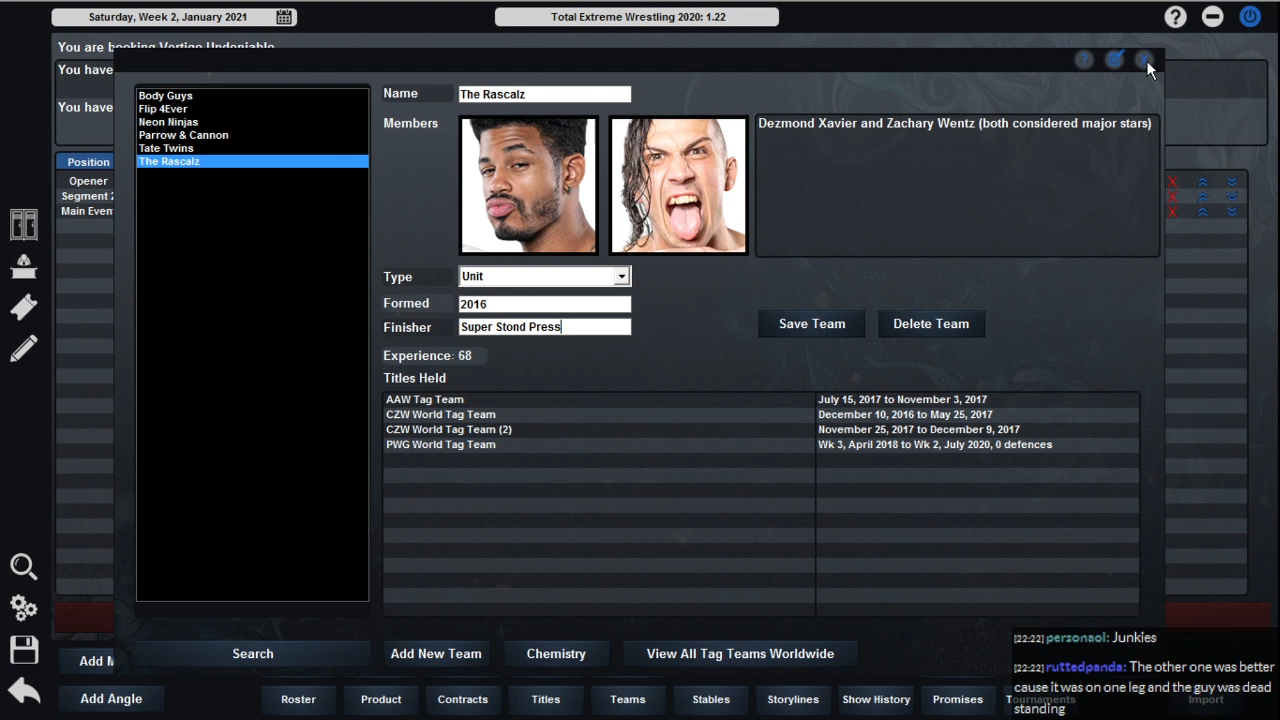 Saturday, Week 2, January 2021
Total Extreme Wrestling 2020: 1.22
You are booking Vertigo Undeniable
You have
You have
Position
Opener
Segment 2
Main Even
Body Guys
Flip 4Ever
Neon Ninjas
Parrow & Cannon
Tate Twins
The Rascalz
Name
The Rascalz
Members
Dezmond Xavier and Zachary Wentz (both considered major stars)
Type
Unit
Formed
2016
Finisher
Super Stond Press
Save Team
Delete Team
Experience: 68
Titles Held
AAW Tag Team July 15, 2017 to November 3, 2017
CZW World Tag Team December 10, 2016 to May 25, 2017
CZW World Tag Team (2) November 25, 2017 to December 9, 2017
PWG World Tag Team Wk 3, April 2018 to Wk 2, July 2020, 0 defences
Search
Add New Team
Chemistry
View All Tag Teams Worldwide
Add M
Add Angle
Roster
Product
Contracts
Titles
Teams
Stables
Storylines
Show History
Promises
Tournaments
Import
[22:22] personaol: Junkies
[22:22] ruttedpanda: The other one was better
cause it was on one leg and the guy was dead
standing